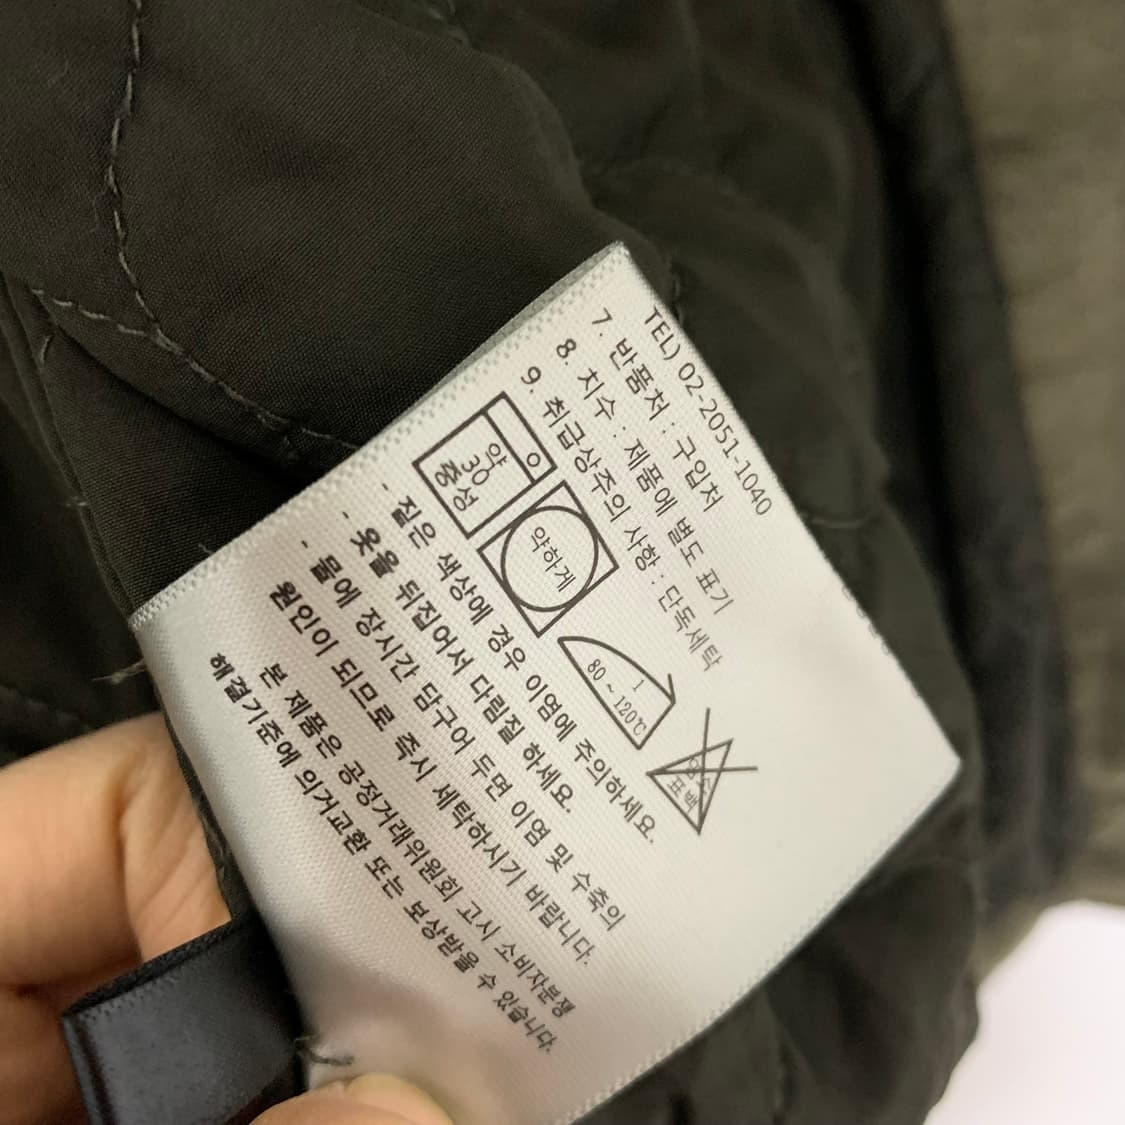 TEL) 02-2051-1040
7. 반품처 : 구입처
8. 치수 : 제품에 별도 표기
9. 취급상주의 사항 : 단독세탁
약
30
중성
약하게
1
80 ~ 120℃
표백
- 짙은 색상에 경우 이염에 주의하세요.
- 옷을 뒤집어서 다림질 하세요.
- 물에 장시간 담구어 두면 이염 및 수축의
원인이 되므로 즉시 세탁하시기 바랍니다.
본 제품은 공정거래위원회 고시 소비자분쟁
해결기준에 의거교환 또는 보상받을 수 있습니다.